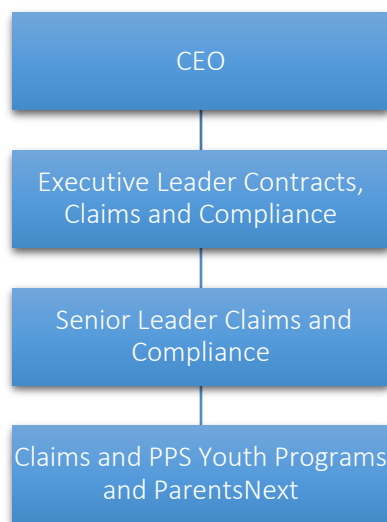 CEO
Executive Leader Contracts,
Claims and Compliance
Senior Leader Claims and
Compliance
Claims and PPS Youth Programs
and ParentsNext